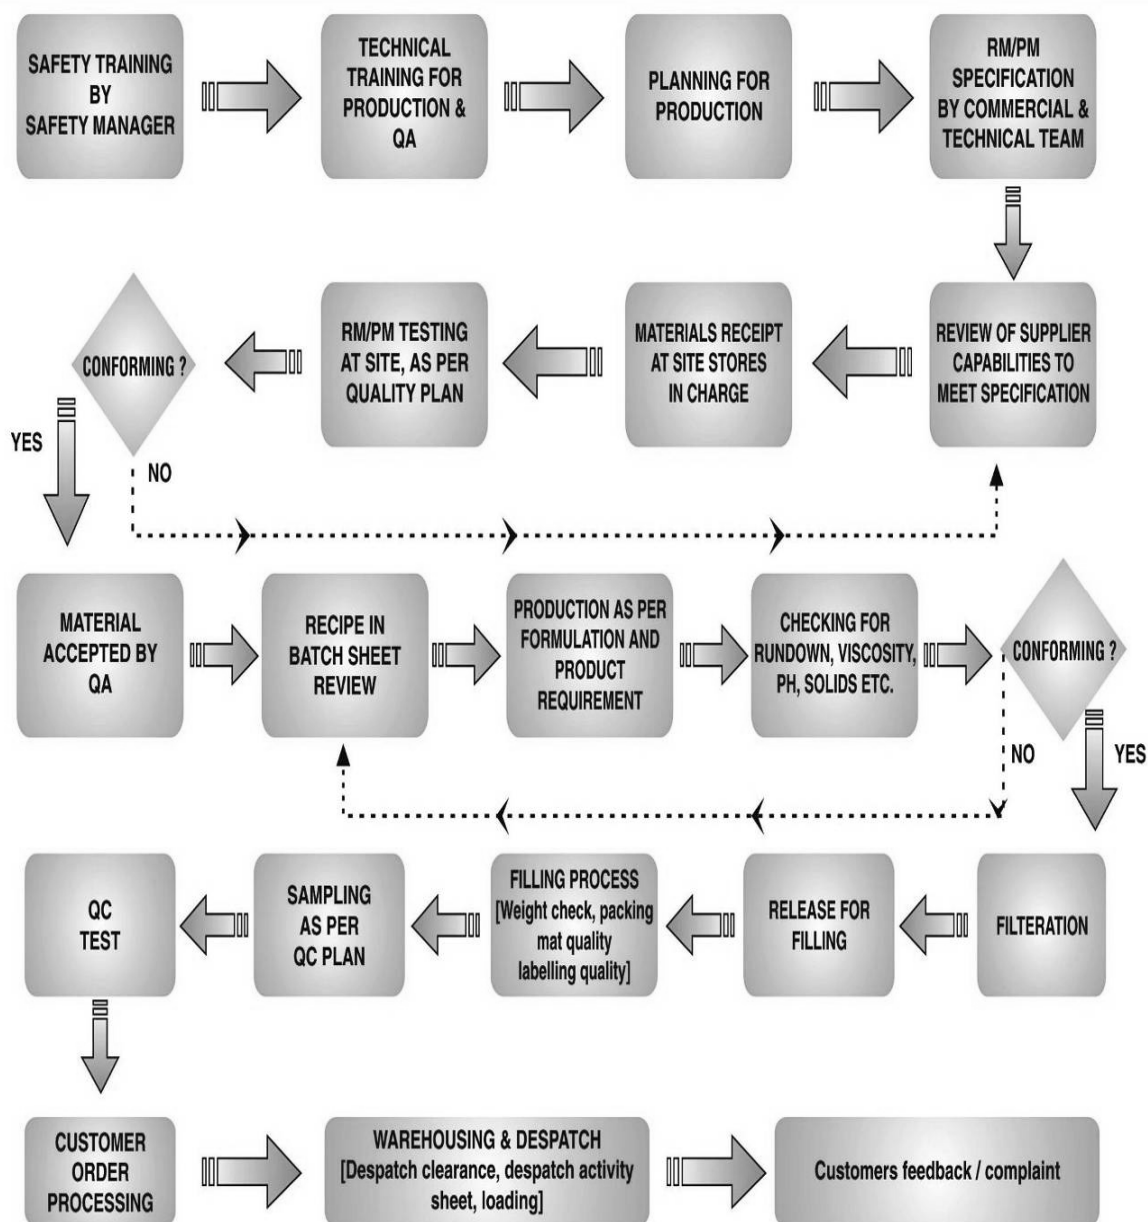 SAFETY TRAINING
BY
SAFETY MANAGER
TECHNICAL
TRAINING FOR
PRODUCTION &
QA
PLANNING FOR
PRODUCTION
RM/PM
SPECIFICATION
BY COMMERCIAL &
TECHNICAL TEAM
REVIEW OF SUPPLIER
CAPABILITIES TO
MEET SPECIFICATION
MATERIALS RECEIPT
AT SITE STORES
IN CHARGE
RM/PM TESTING
AT SITE, AS PER
QUALITY PLAN
CONFORMING ?
YES
NO
MATERIAL
ACCEPTED BY
QA
RECIPE IN
BATCH SHEET
REVIEW
PRODUCTION AS PER
FORMULATION AND
PRODUCT
REQUIREMENT
CHECKING FOR
RUNDOWN, VISCOSITY,
PH, SOLIDS ETC.
CONFORMING ?
NO
YES
FILTERATION
RELEASE FOR
FILLING
FILLING PROCESS
[Weight check, packing
mat quality
labelling quality]
SAMPLING
AS PER
QC PLAN
QC
TEST
CUSTOMER
ORDER
PROCESSING
WAREHOUSING & DESPATCH
[Despatch clearance, despatch activity
sheet, loading]
Customers feedback / complaint